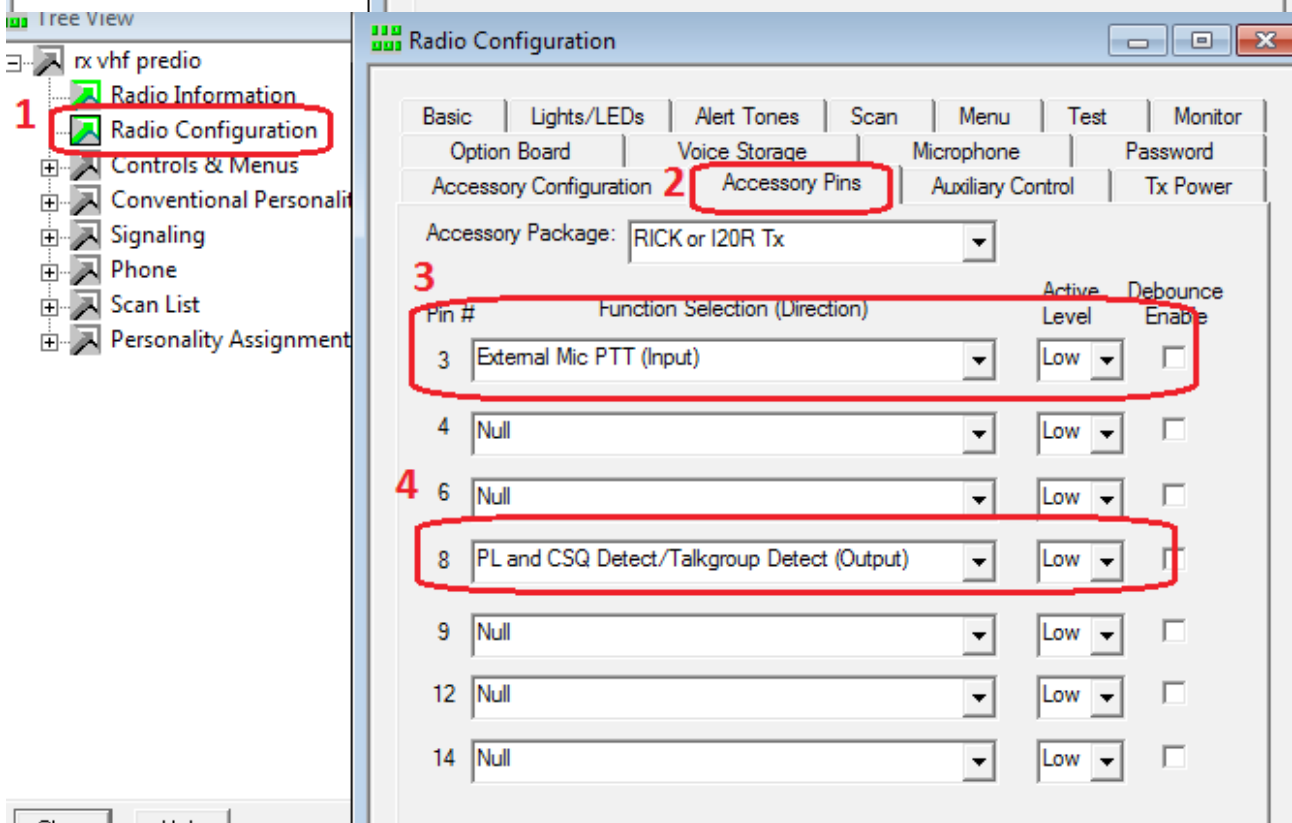 Tree View
rx vhf predio
Radio Information
1 Radio Configuration
Controls & Menus
Conventional Personalit
Signaling
Phone
Scan List
Personality Assignment
Radio Configuration
Basic Lights/LEDs Alert Tones Scan Menu Test Monitor
Option Board Voice Storage Microphone Password
Accessory Configuration 2 Accessory Pins Auxiliary Control Tx Power
Accessory Package: RICK or I20R Tx
3
Pin # Function Selection (Direction) Active Level Debounce Enable
3 External Mic PTT (Input) Low
4 Null Low
4 6 Null Low
8 PL and CSQ Detect/Talkgroup Detect (Output) Low
9 Null Low
12 Null Low
14 Null Low